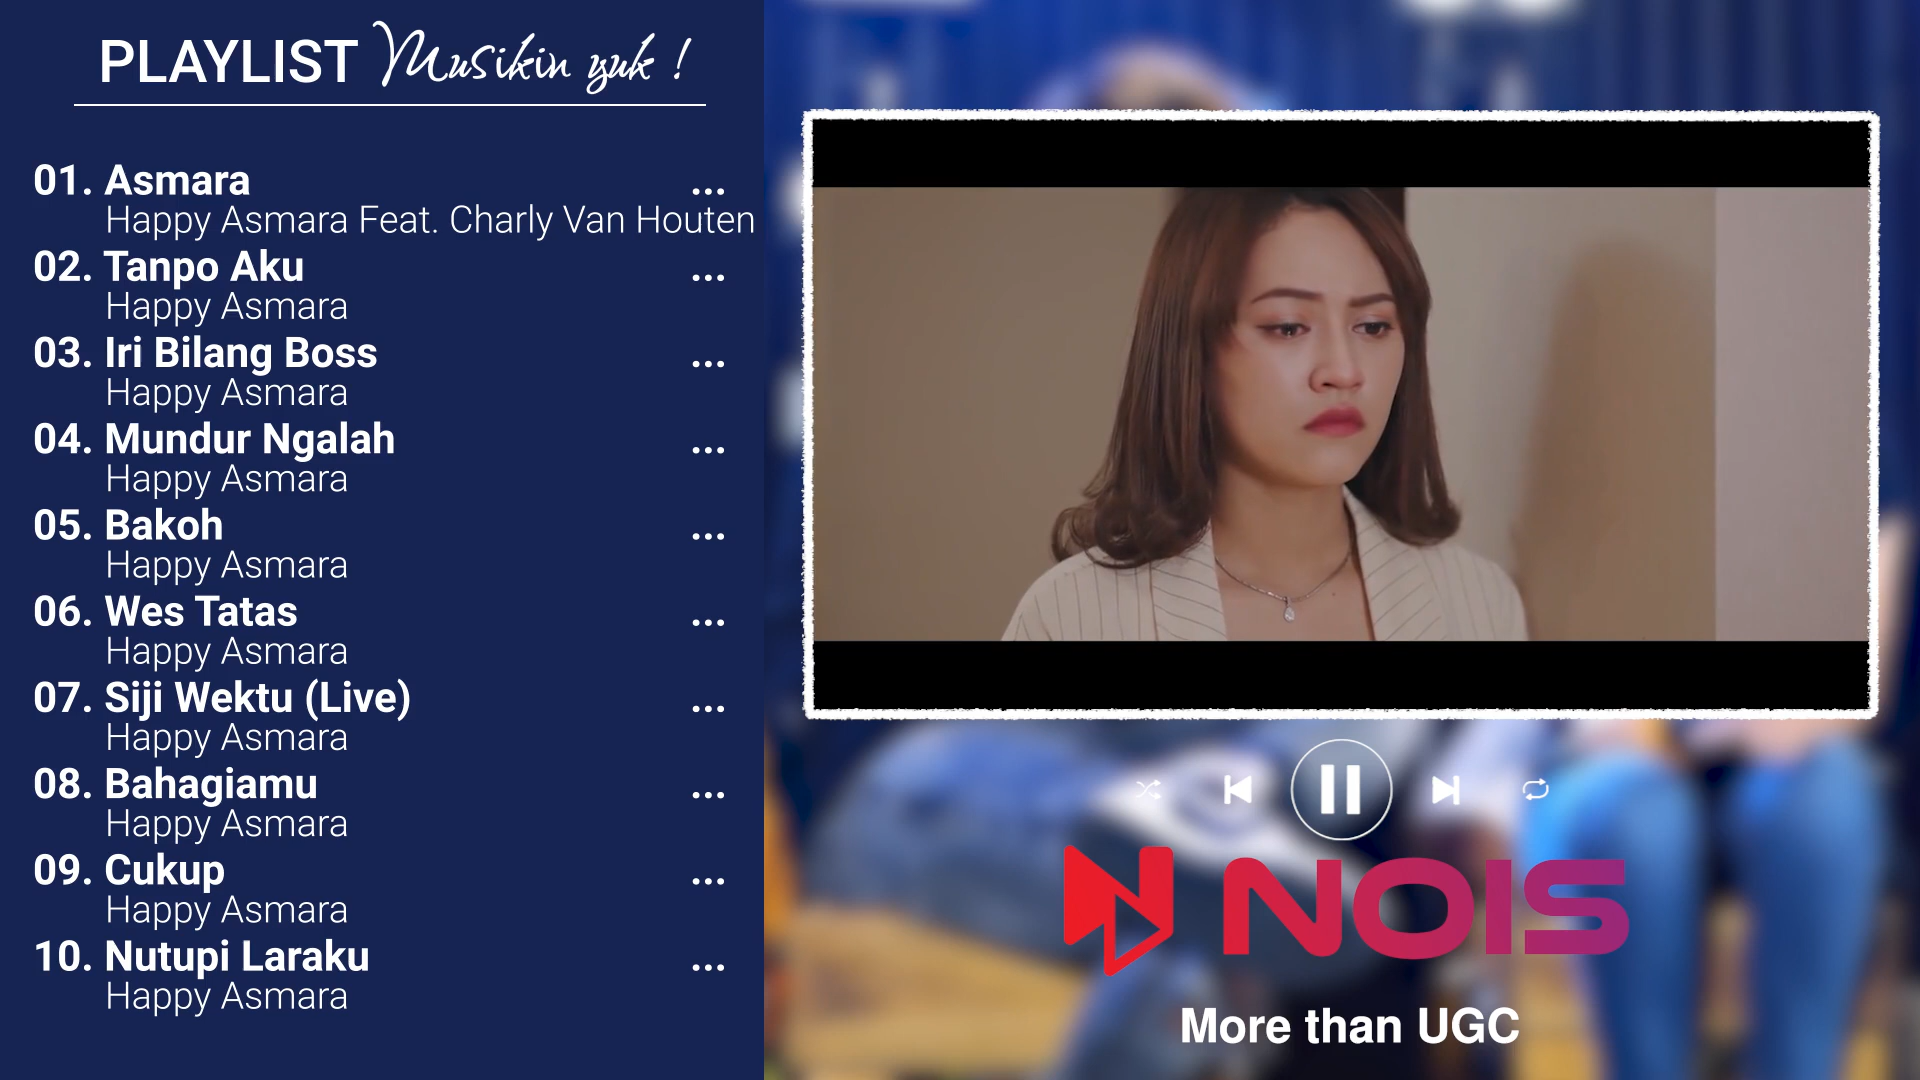 PLAYLIST Musikin yuk !
01. Asmara ...
Happy Asmara Feat. Charly Van Houten
02. Tanpo Aku ...
Happy Asmara
03. Iri Bilang Boss ...
Happy Asmara
04. Mundur Ngalah ...
Happy Asmara
05. Bakoh ...
Happy Asmara
06. Wes Tatas ...
Happy Asmara
07. Siji Wektu (Live) ...
Happy Asmara
08. Bahagiamu ...
Happy Asmara
09. Cukup ...
Happy Asmara
10. Nutupi Laraku ...
Happy Asmara
NOIS
More than UGC